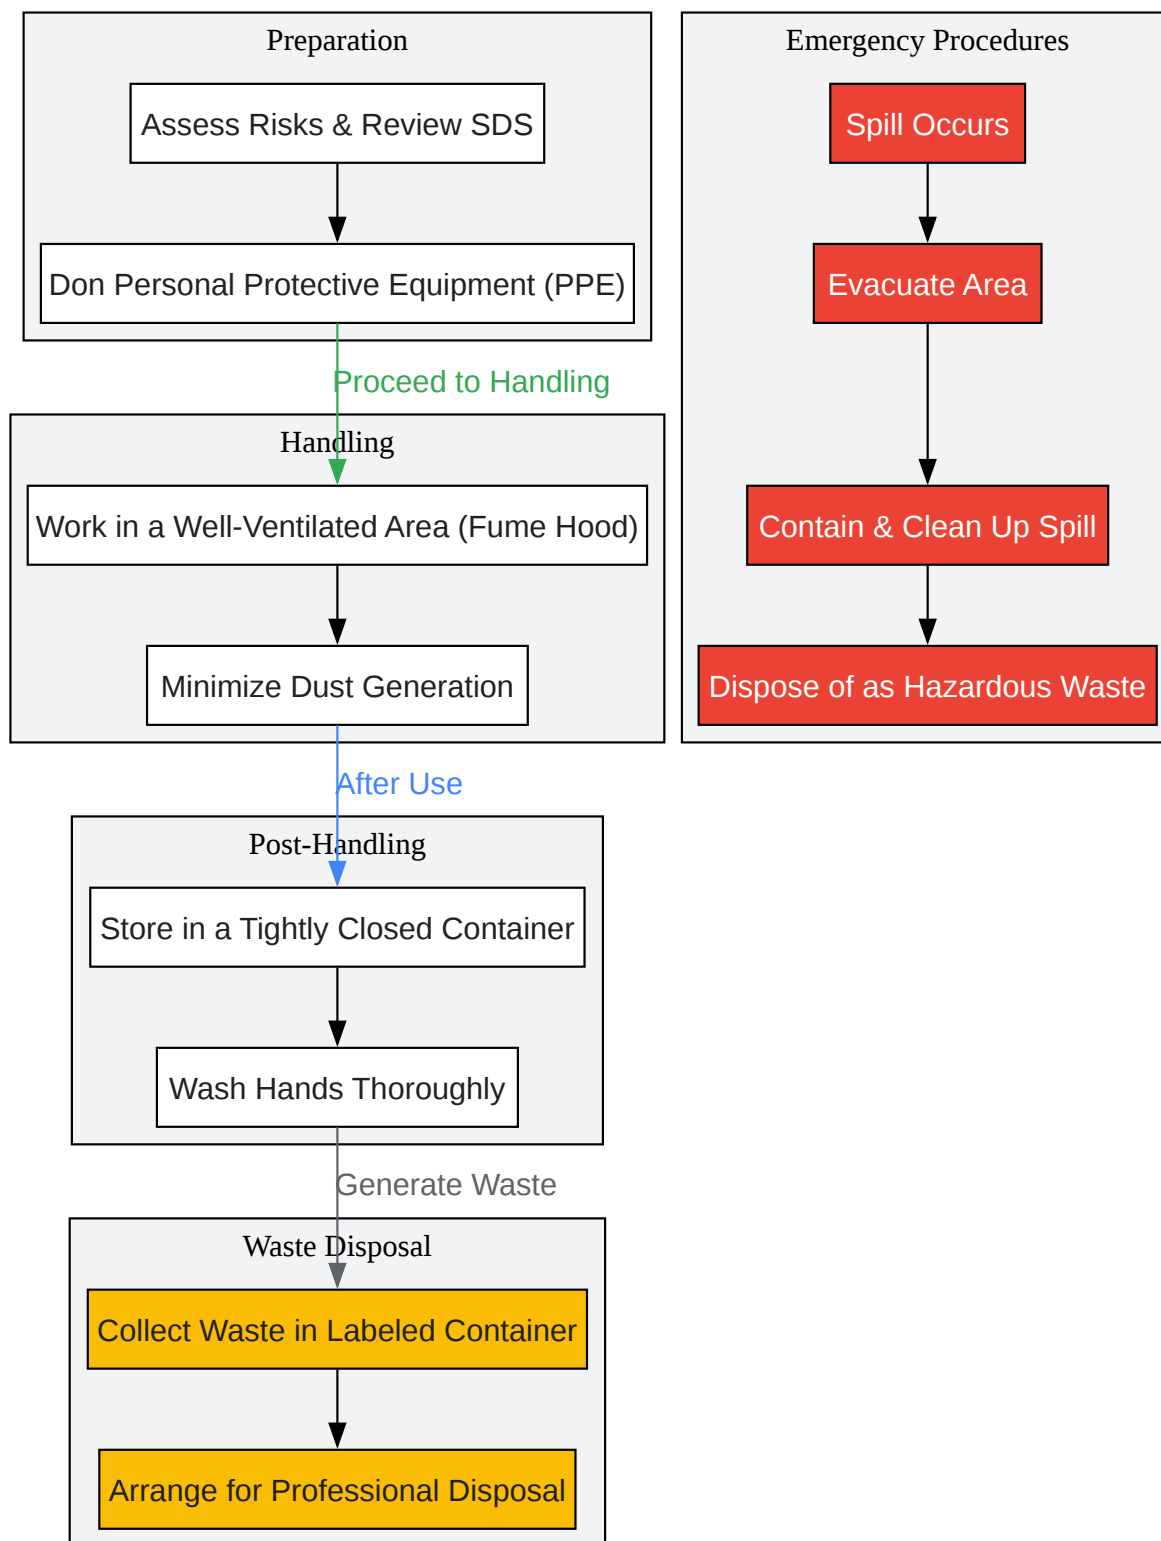 Preparation
Assess Risks & Review SDS
Don Personal Protective Equipment (PPE)
Proceed to Handling
Handling
Work in a Well-Ventilated Area (Fume Hood)
Minimize Dust Generation
After Use
Post-Handling
Store in a Tightly Closed Container
Wash Hands Thoroughly
Generate Waste
Waste Disposal
Collect Waste in Labeled Container
Arrange for Professional Disposal
Emergency Procedures
Spill Occurs
Evacuate Area
Contain & Clean Up Spill
Dispose of as Hazardous Waste